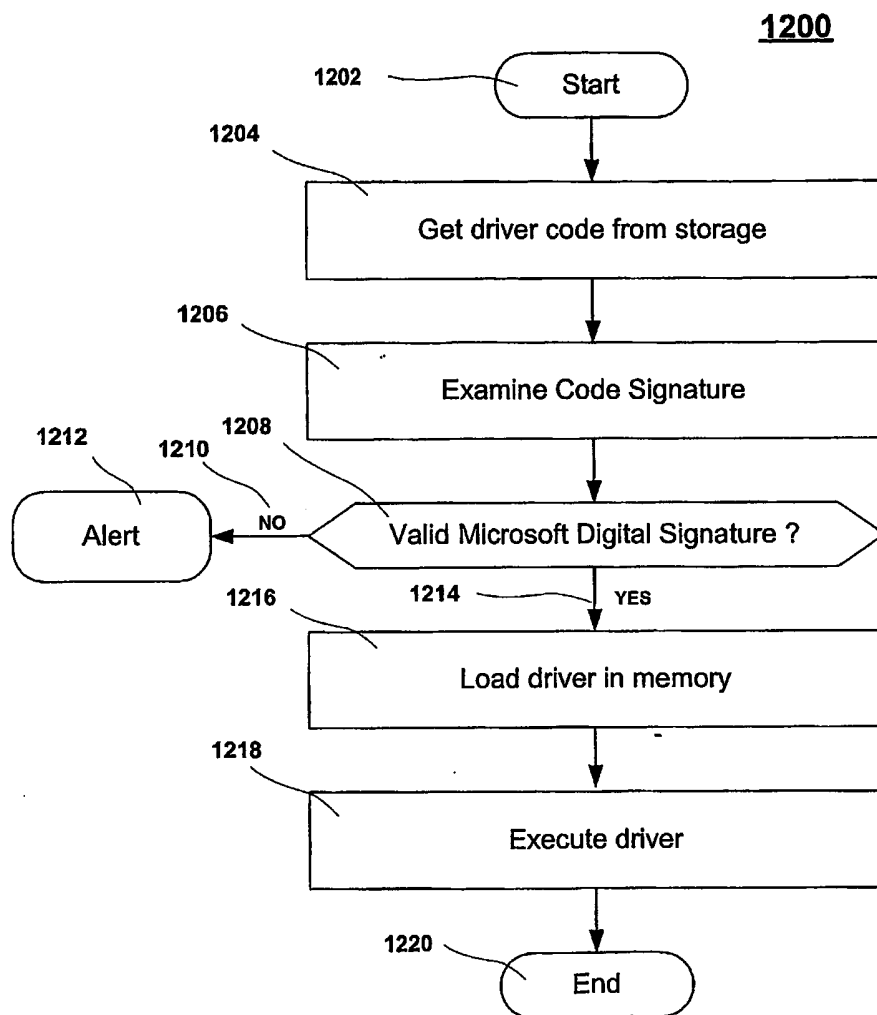 1200
1202
Start
1204
Get driver code from storage
1206
Examine Code Signature
1208
1212
1210
Alert
NO
Valid Microsoft Digital Signature ?
1214
YES
1216
Load driver in memory
1218
Execute driver
1220
End